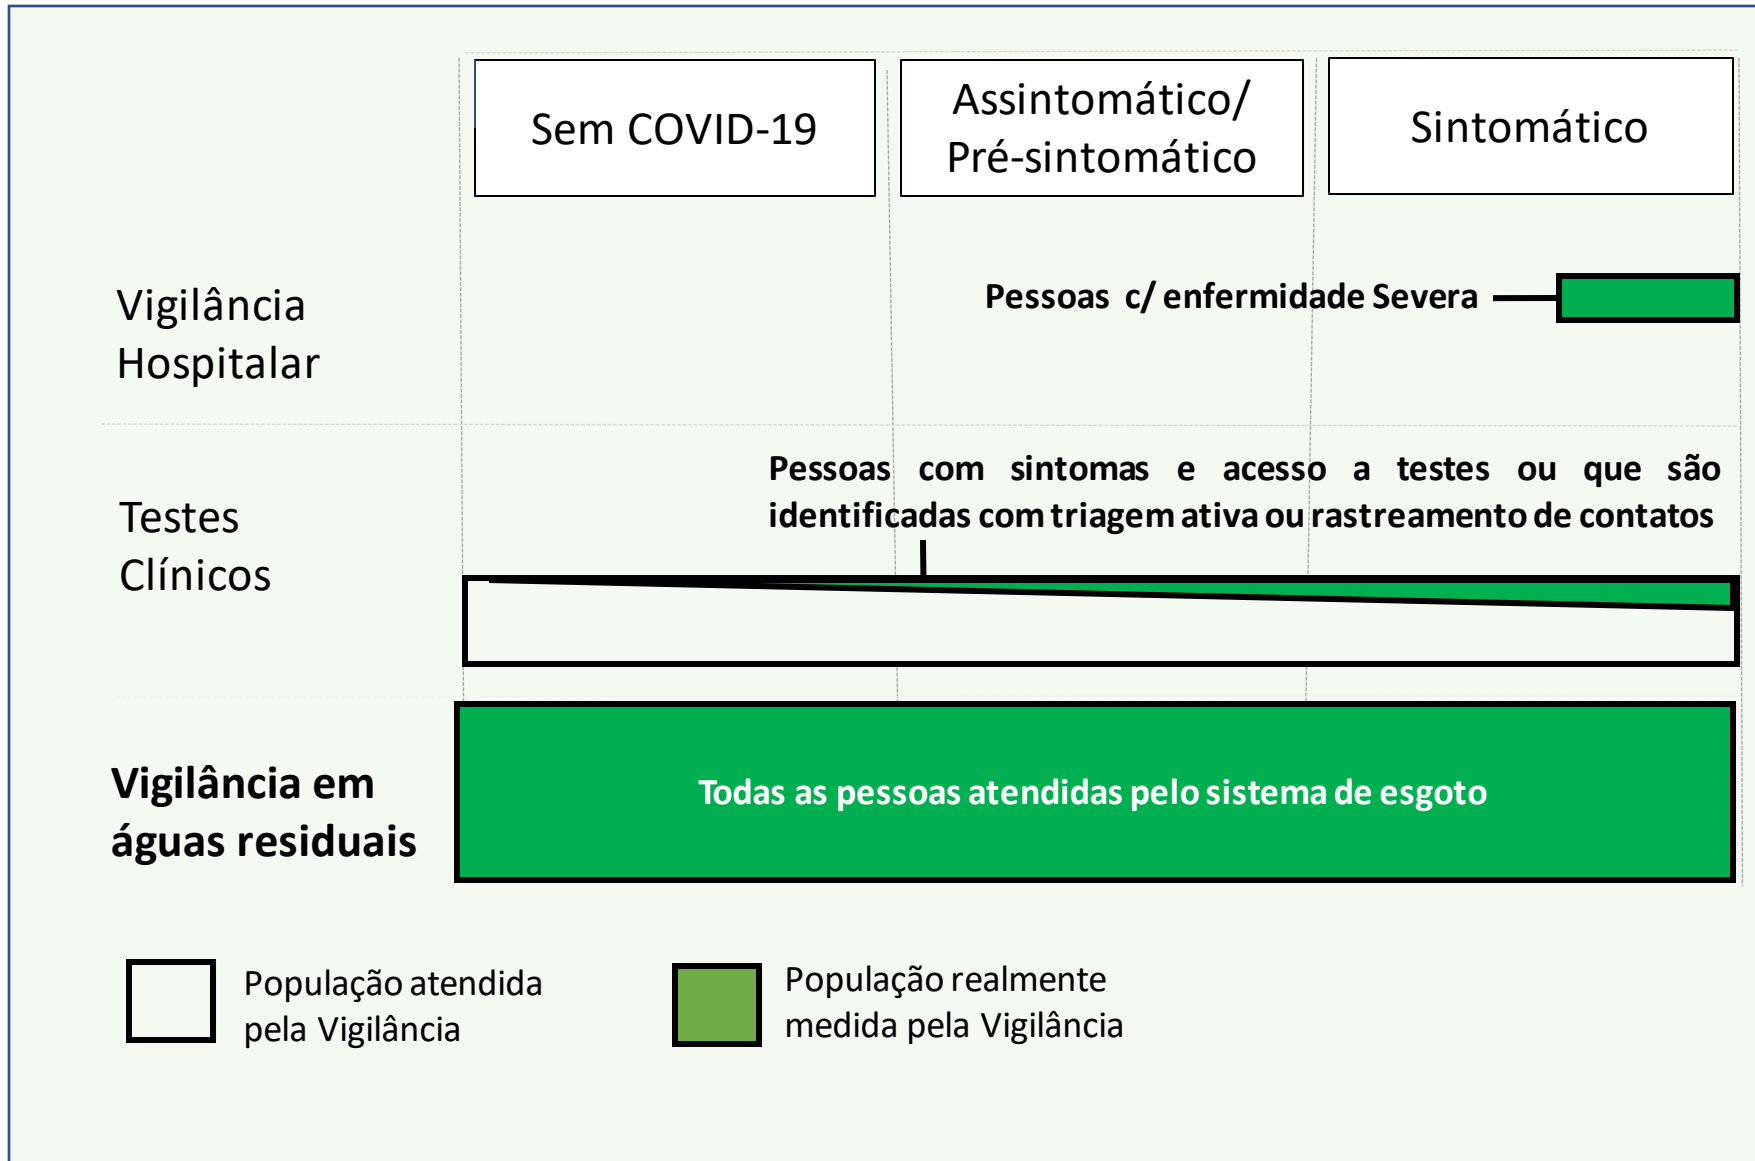 Sem COVID-19
Assintomático/
Pré-sintomático
Sintomático
Vigilância
Hospitalar
Pessoas c/ enfermidade Severa
Testes
Clínicos
Pessoas com sintomas e acesso a testes ou que são
identificadas com triagem ativa ou rastreamento de contatos
Vigilância em
águas residuais
Todas as pessoas atendidas pelo sistema de esgoto
População atendida
pela Vigilância
População realmente
medida pela Vigilância